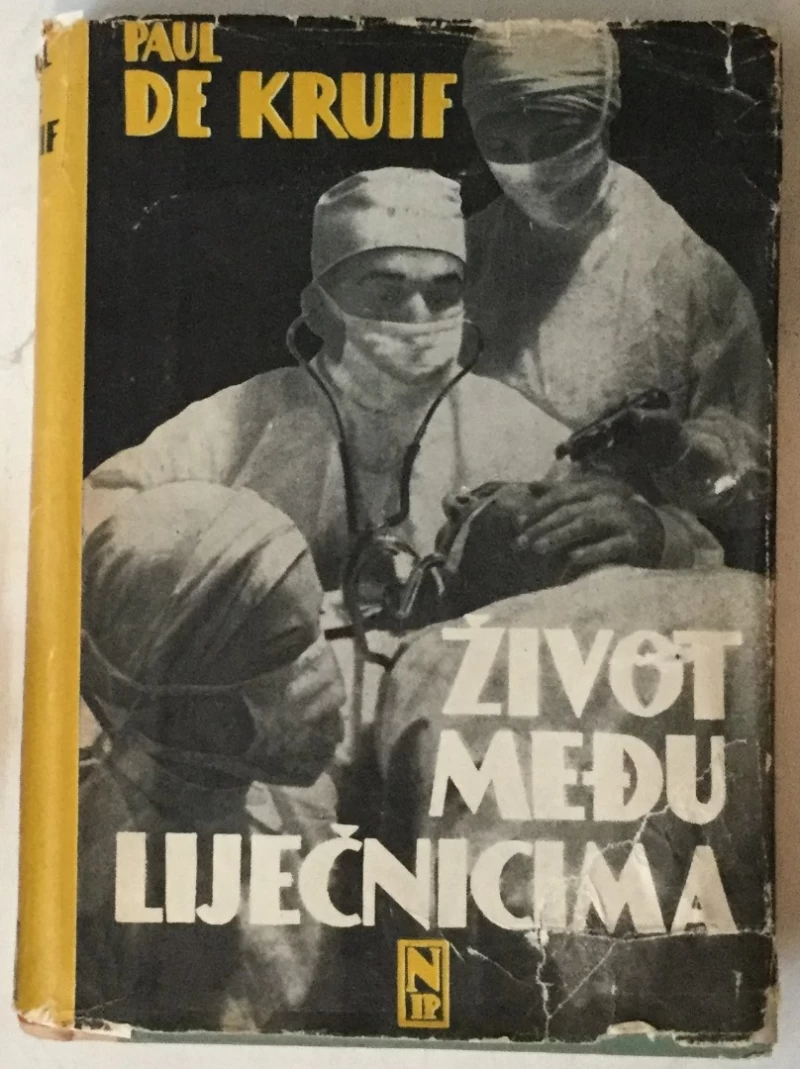 PAUL
DE KRUIF
ŽIVOT
MEĐU
LIJEČNICIMA
N
IP